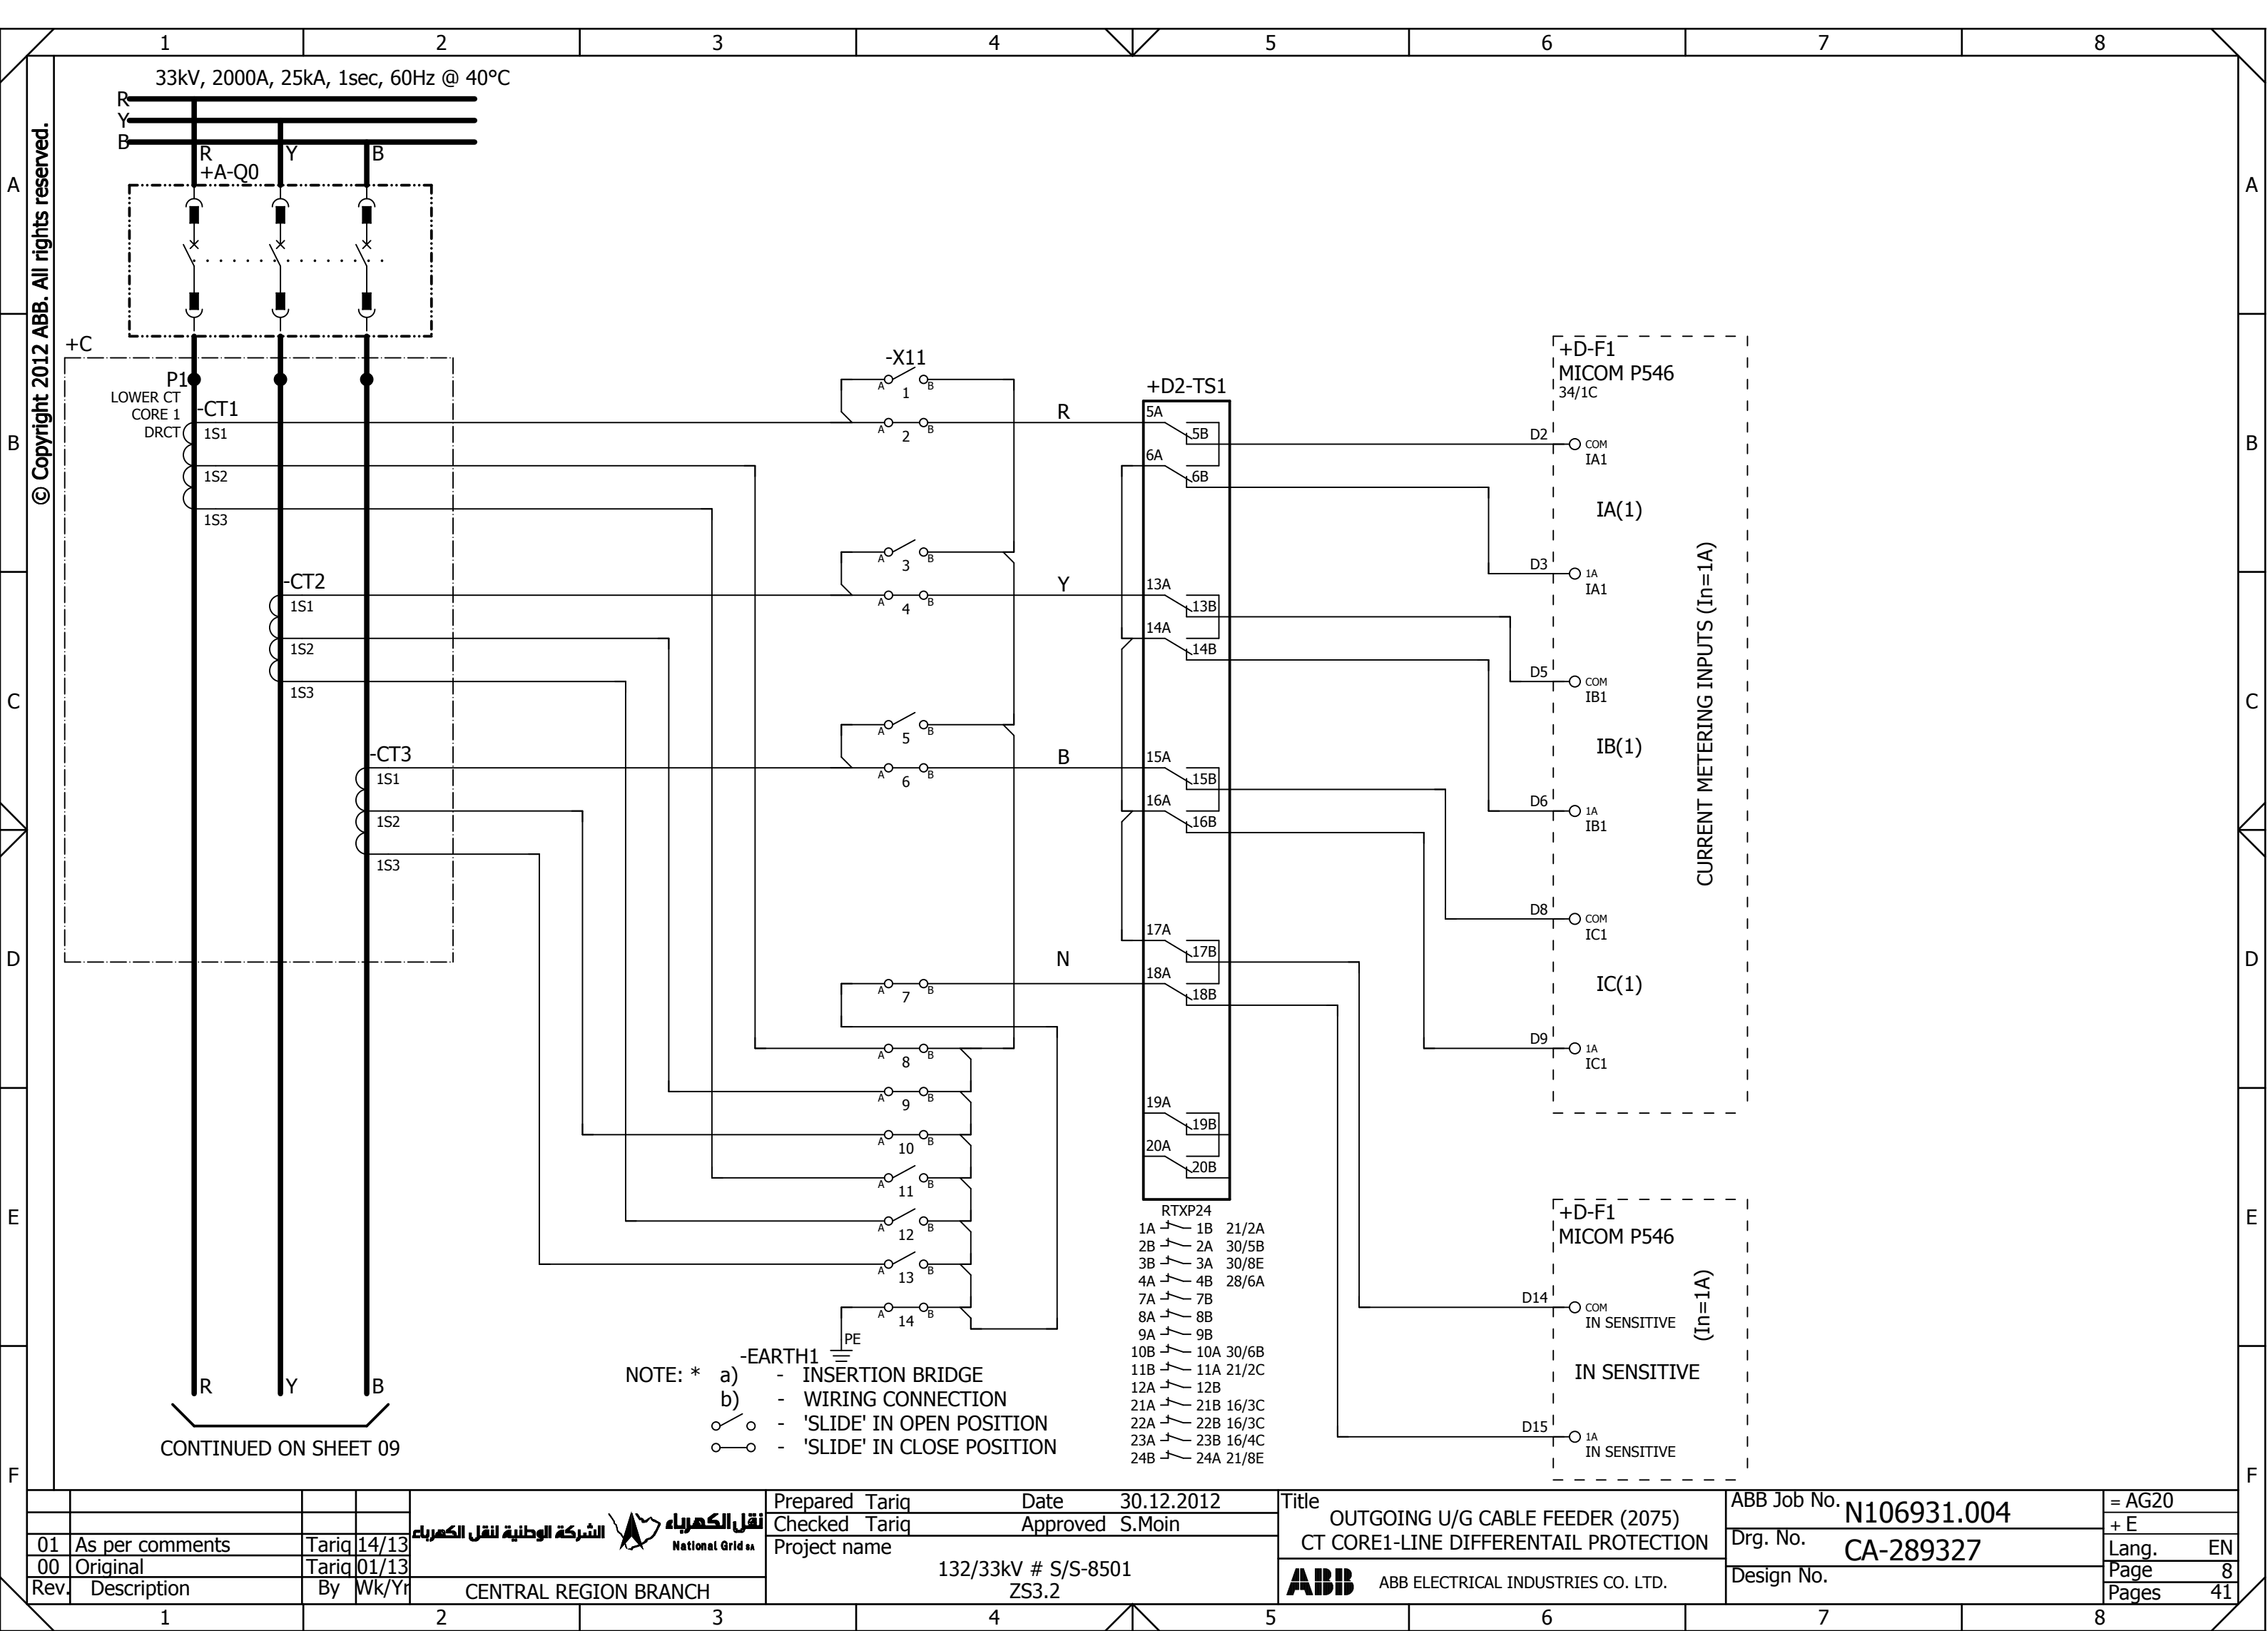 1 2 3 4 5 6 7 8
33kV, 2000A, 25kA, 1sec, 60Hz @ 40°C
R
Y
B
R Y B
+A-Q0
A A
© Copyright 2012 ABB. All rights reserved.
+C
P1
LOWER CT
CORE 1
DRCT
-CT1
1S1
1S2
1S3
-CT2
1S1
1S2
1S3
-CT3
1S1
1S2
1S3
B B
C C
D D
E E
F F
-X11
A B
1
A B
2
A B
3
A B
4
A B
5
A B
6
A B
7
A B
8
A B
9
A B
10
A B
11
A B
12
A B
13
A B
14
R
Y
B
N
PE
-EARTH1
+D2-TS1
5A
5B
6A
6B
13A
13B
14A
14B
15A
15B
16A
16B
17A
17B
18A
18B
19A
19B
20A
20B
RTXP24
1A 1B 21/2A
2B 2A 30/5B
3B 3A 30/8E
4A 4B 28/6A
7A 7B
8A 8B
9A 9B
10B 10A 30/6B
11B 11A 21/2C
12A 12B
21A 21B 16/3C
22A 22B 16/3C
23A 23B 16/4C
24B 24A 21/8E
+D-F1
MICOM P546
34/1C
D2 COM
IA1
IA(1)
D3 1A
IA1
D5 COM
IB1
IB(1)
D6 1A
IB1
D8 COM
IC1
IC(1)
D9 1A
IC1
CURRENT METERING INPUTS (In=1A)
+D-F1
MICOM P546
D14 COM
IN SENSITIVE
IN SENSITIVE
D15 1A
IN SENSITIVE
(In=1A)
R Y B
CONTINUED ON SHEET 09
NOTE: * a) - INSERTION BRIDGE
b) - WIRING CONNECTION
- 'SLIDE' IN OPEN POSITION
- 'SLIDE' IN CLOSE POSITION
01 As per comments Tariq 14/13
00 Original Tariq 01/13
Rev. Description By Wk/Yr
الشركة الوطنية لنقل الكهرباء
نقل الكهرباء
National Grid SA
CENTRAL REGION BRANCH
Prepared Tariq Date 30.12.2012
Checked Tariq Approved S.Moin
Project name
132/33kV # S/S-8501
ZS3.2
Title
OUTGOING U/G CABLE FEEDER (2075)
CT CORE1-LINE DIFFERENTAIL PROTECTION
ABB ABB ELECTRICAL INDUSTRIES CO. LTD.
ABB Job No. N106931.004
Drg. No. CA-289327
Design No.
= AG20
+ E
Lang. EN
Page 8
Pages 41
1 2 3 4 5 6 7 8